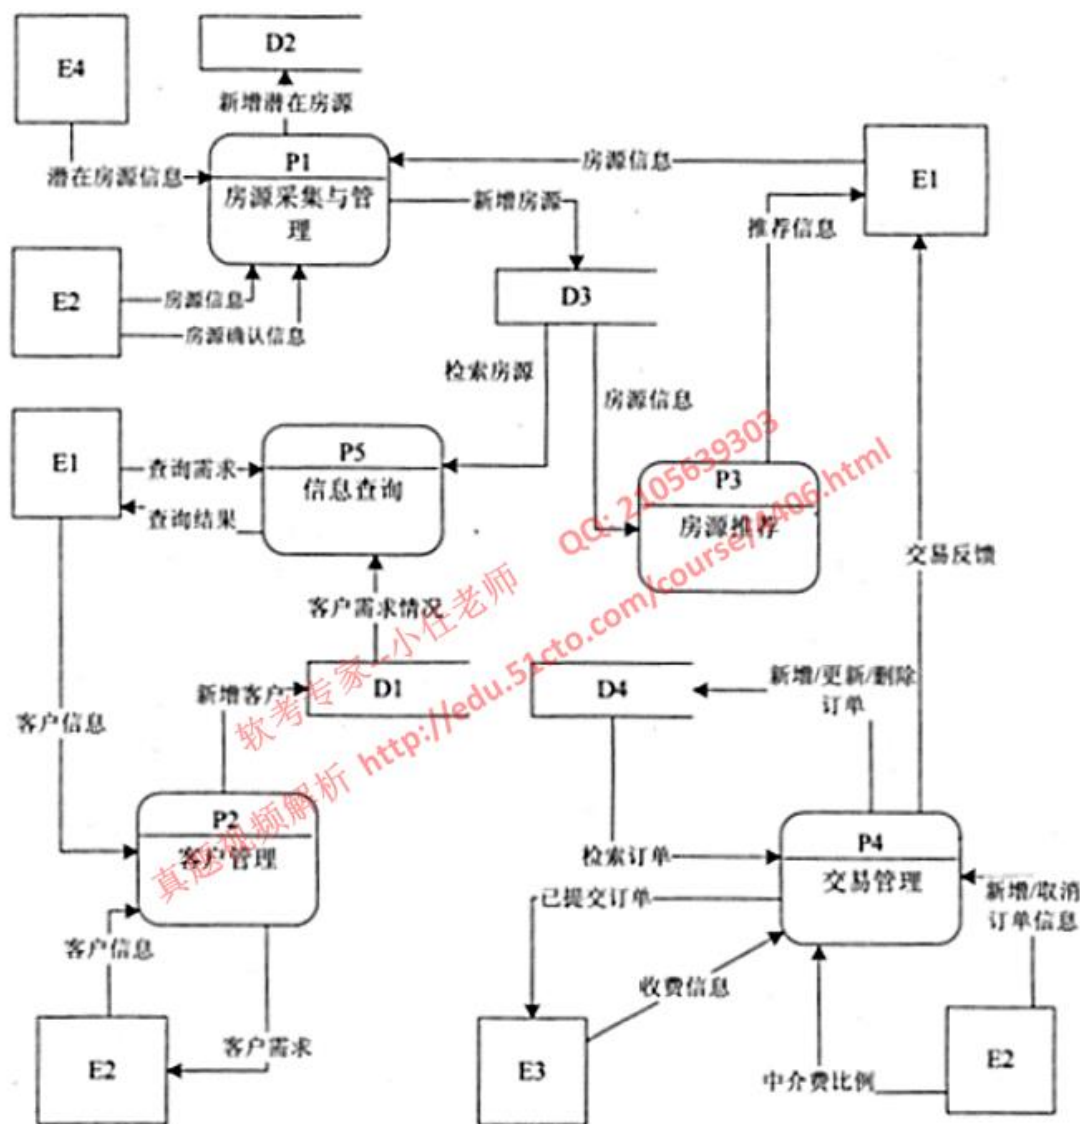 E4
D2
新增潜在房源
P1
房源采集与管
理
潜在房源信息
房源信息
E1
新增房源
推荐信息
E2
房源信息
房源确认信息
D3
检索房源
房源信息
E1
查询需求
查询结果
P5
信息查询
P3
房源推荐
交易反馈
客户需求情况
新增客户
D1
D4
新增/更新/删除
订单
客户信息
P2
客户管理
检索订单
已提交订单
P4
交易管理
新增/取消
订单信息
客户信息
收费信息
E2
客户需求
E3
中介费比例
E2
软考专家--小任老师 QQ: 2105639303
真题视频解析 http://edu.51cto.com/course/4406.html